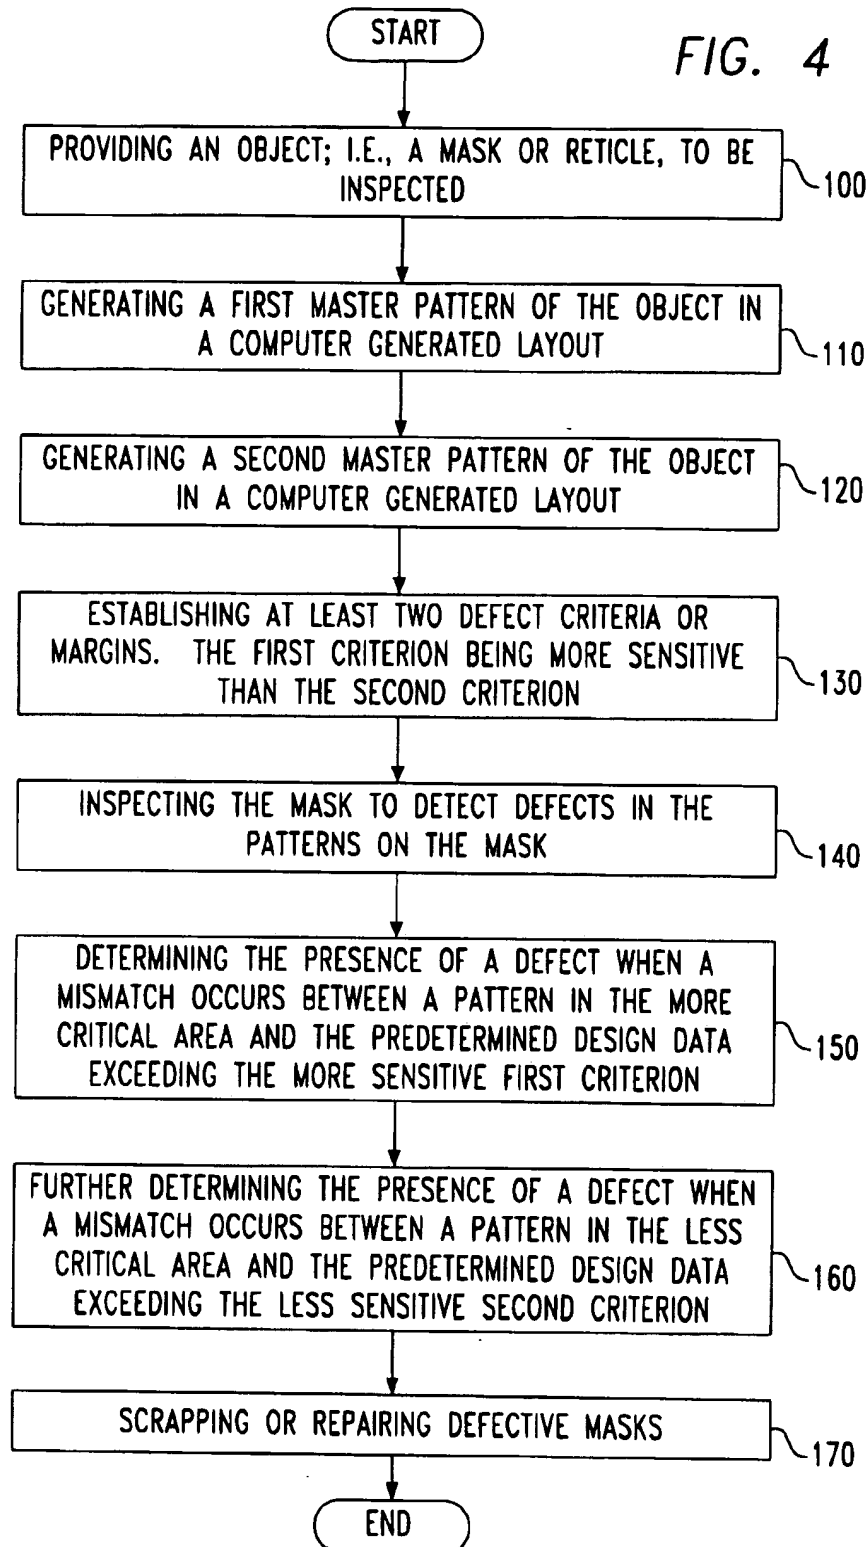 START
FIG. 4
PROVIDING AN OBJECT; I.E., A MASK OR RETICLE, TO BE
INSPECTED
100
GENERATING A FIRST MASTER PATTERN OF THE OBJECT IN
A COMPUTER GENERATED LAYOUT
110
GENERATING A SECOND MASTER PATTERN OF THE OBJECT
IN A COMPUTER GENERATED LAYOUT
120
ESTABLISHING AT LEAST TWO DEFECT CRITERIA OR
MARGINS. THE FIRST CRITERION BEING MORE SENSITIVE
THAN THE SECOND CRITERION
130
INSPECTING THE MASK TO DETECT DEFECTS IN THE
PATTERNS ON THE MASK
140
DETERMINING THE PRESENCE OF A DEFECT WHEN A
MISMATCH OCCURS BETWEEN A PATTERN IN THE MORE
CRITICAL AREA AND THE PREDETERMINED DESIGN DATA
EXCEEDING THE MORE SENSITIVE FIRST CRITERION
150
FURTHER DETERMINING THE PRESENCE OF A DEFECT WHEN
A MISMATCH OCCURS BETWEEN A PATTERN IN THE LESS
CRITICAL AREA AND THE PREDETERMINED DESIGN DATA
EXCEEDING THE LESS SENSITIVE SECOND CRITERION
160
SCRAPPING OR REPAIRING DEFECTIVE MASKS
170
END